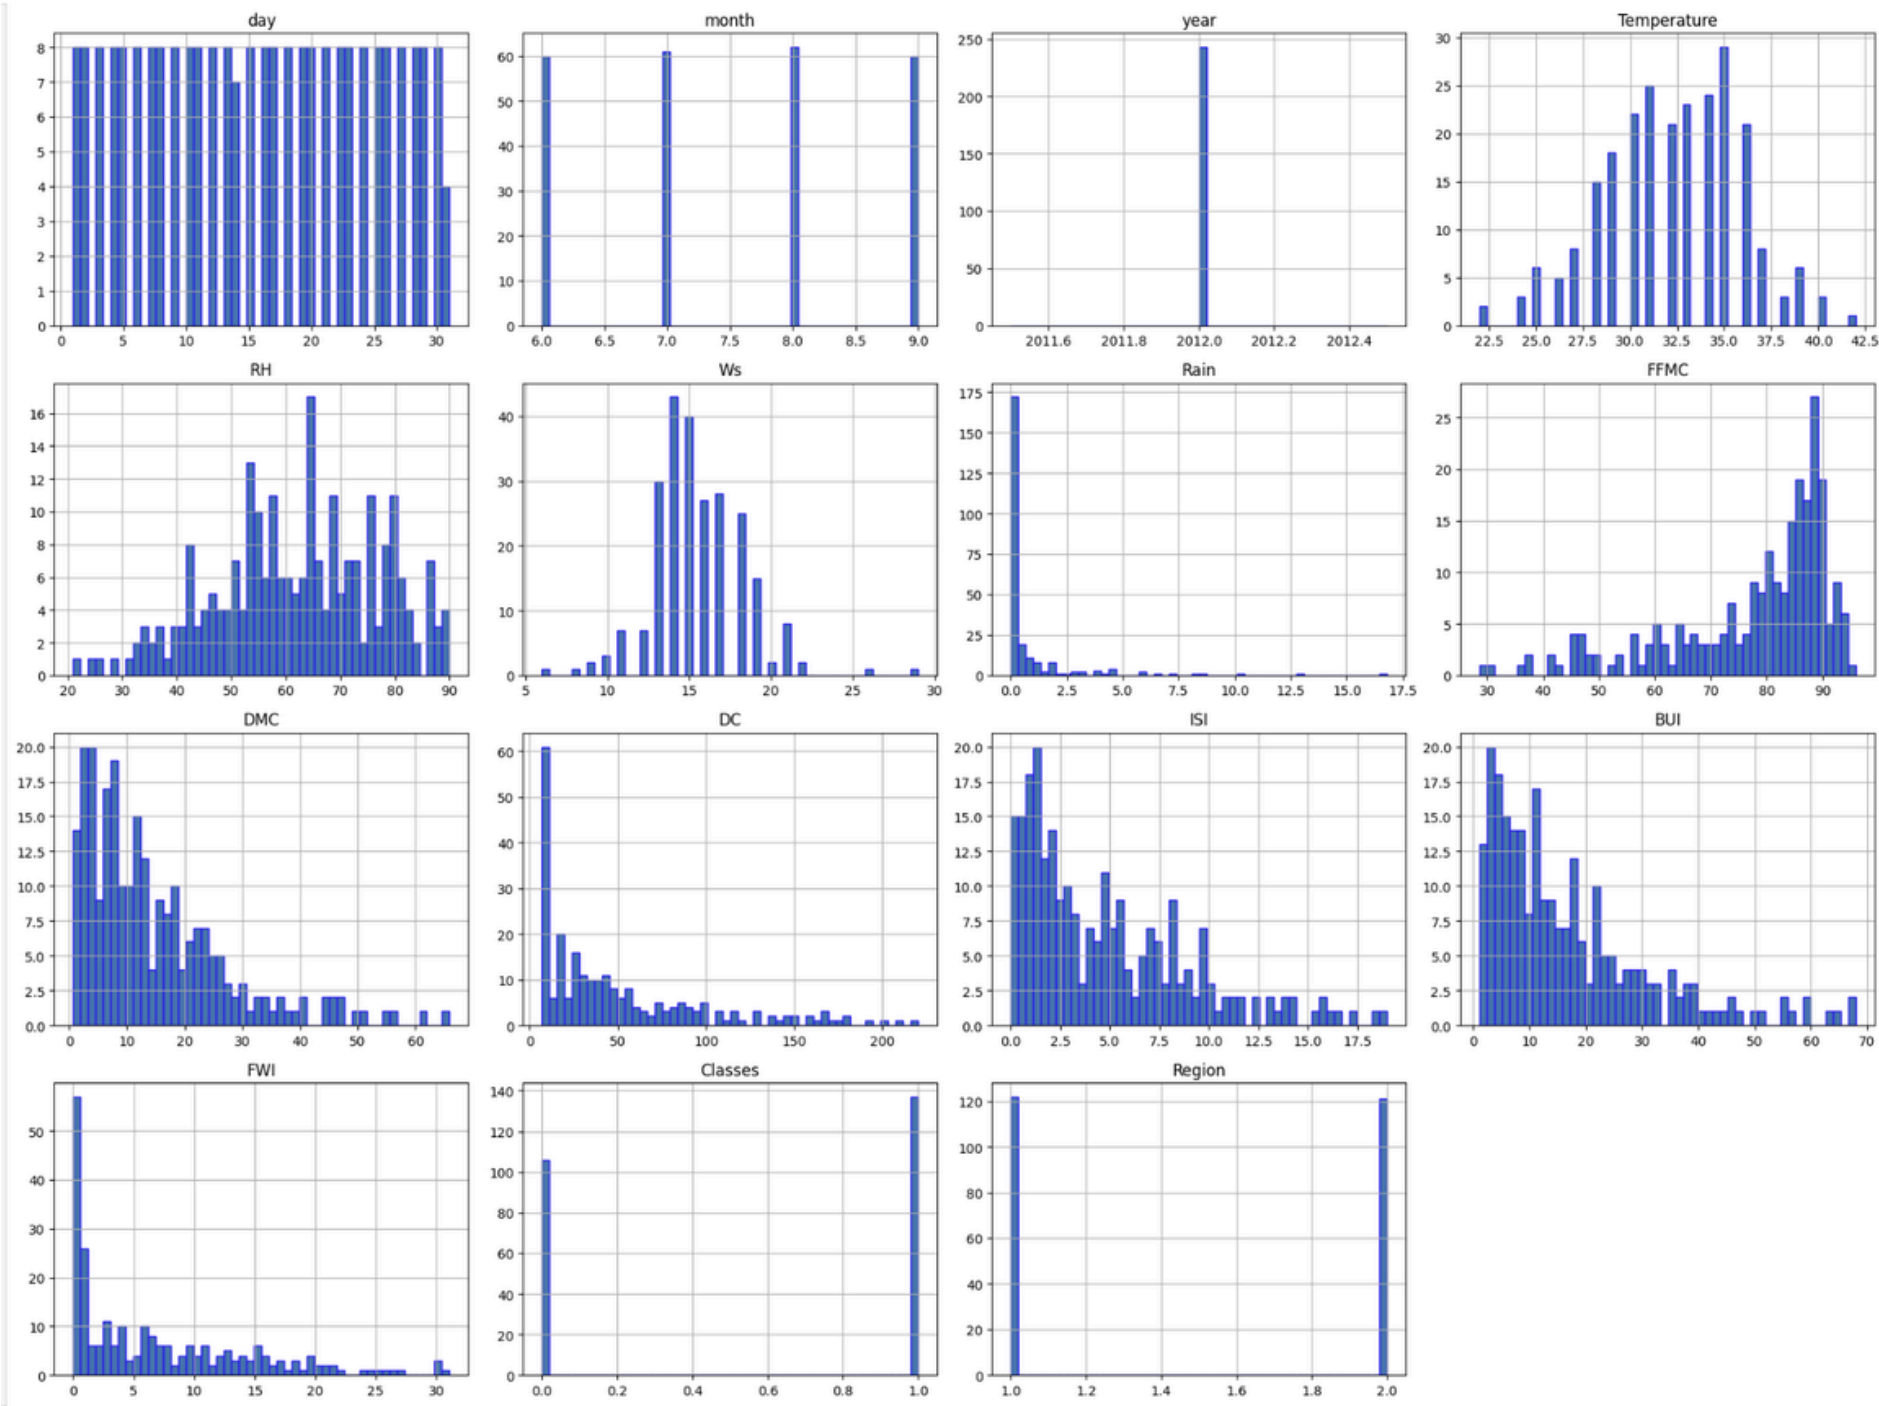 day month year Temperature
8 7 6 5 4 3 2 1 0
0 5 10 15 20 25 30
60 50 40 30 20 10 0
6.0 6.5 7.0 7.5 8.0 8.5 9.0
250 200 150 100 50 0
2011.6 2011.8 2012.0 2012.2 2012.4
30 25 20 15 10 5 0
22.5 25.0 27.5 30.0 32.5 35.0 37.5 40.0 42.5
RH Ws Rain FFMC
16 14 12 10 8 6 4 2 0
20 30 40 50 60 70 80 90
40 30 20 10 0
5 10 15 20 25 30
175 150 125 100 75 50 25 0
0.0 2.5 5.0 7.5 10.0 12.5 15.0 17.5
25 20 15 10 5 0
30 40 50 60 70 80 90
DMC DC ISI BUI
20.0 17.5 15.0 12.5 10.0 7.5 5.0 2.5 0.0
0 10 20 30 40 50 60
60 50 40 30 20 10 0
0 50 100 150 200
20.0 17.5 15.0 12.5 10.0 7.5 5.0 2.5 0.0
0.0 2.5 5.0 7.5 10.0 12.5 15.0 17.5
20.0 17.5 15.0 12.5 10.0 7.5 5.0 2.5 0.0
0 10 20 30 40 50 60 70
FWI Classes Region
50 40 30 20 10 0
0 5 10 15 20 25 30
140 120 100 80 60 40 20 0
0.0 0.2 0.4 0.6 0.8 1.0
120 100 80 60 40 20 0
1.0 1.2 1.4 1.6 1.8 2.0